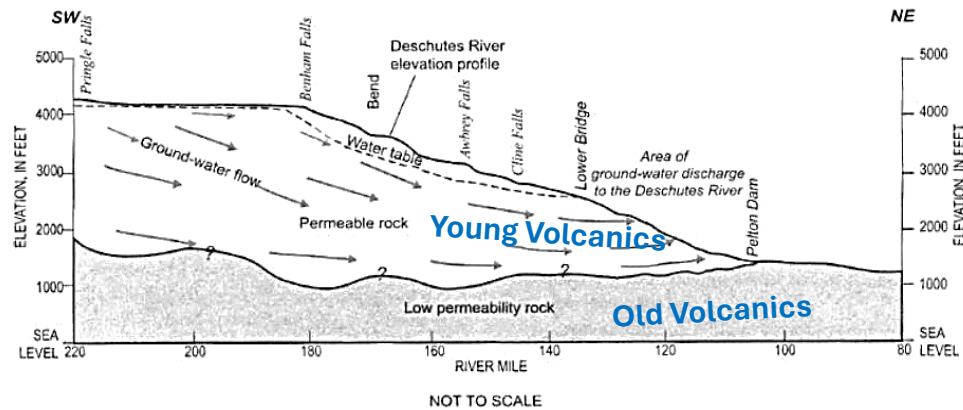 SW
NE
Pringle Falls
Benham Falls
Bend
Deschutes River
elevation profile
Awbrey Falls
Cline Falls
Lower Bridge
Area of
ground-water discharge
to the Deschutes River
Pelton Dam
5000
4000
3000
2000
1000
SEA
LEVEL
ELEVATION, IN FEET
5000
4000
3000
2000
1000
SEA
LEVEL
ELEVATION, IN FEET
Water table
Ground-water flow
Permeable rock
Young Volcanics
?
?
?
Low permeability rock
Old Volcanics
220
200
180
160
140
120
100
80
RIVER MILE
NOT TO SCALE